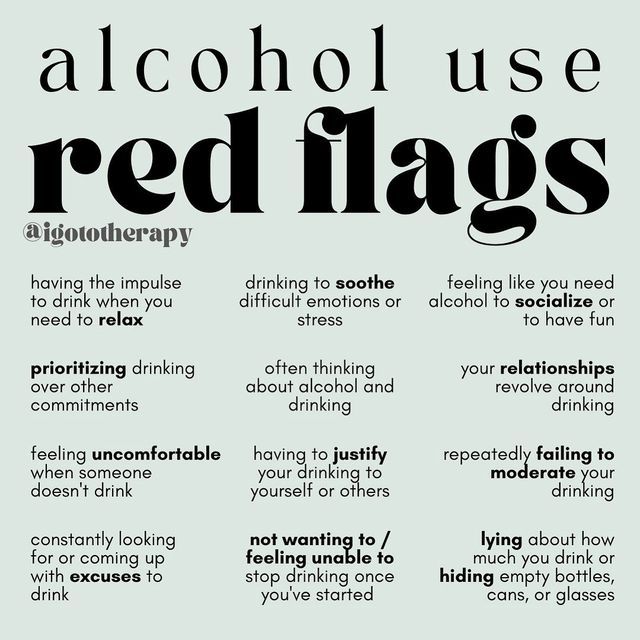 alcohol use
red flags
@igototherapy
having the impulse
to drink when you
need to relax
drinking to soothe
difficult emotions or
stress
feeling like you need
alcohol to socialize or
to have fun
prioritizing drinking
over other
commitments
often thinking
about alcohol and
drinking
your relationships
revolve around
drinking
feeling uncomfortable
when someone
doesn't drink
having to justify
your drinking to
yourself or others
repeatedly failing to
moderate your
drinking
constantly looking
for or coming up
with excuses to
drink
not wanting to /
feeling unable to
stop drinking once
you've started
lying about how
much you drink or
hiding empty bottles,
cans, or glasses